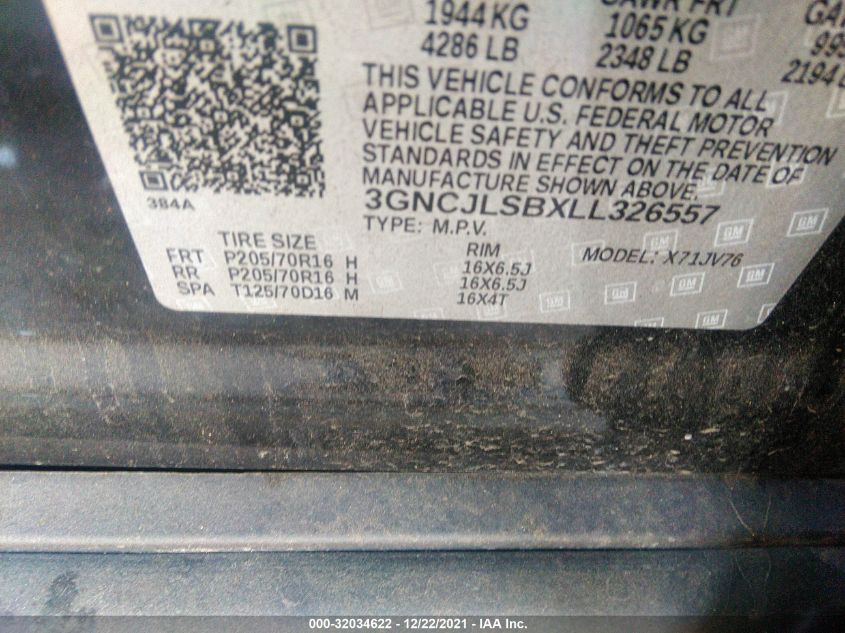 1944 KG
4286 LB
GAWR FRT
1065 KG
2348 LB
THIS VEHICLE CONFORMS TO ALL
APPLICABLE U.S. FEDERAL MOTOR
VEHICLE SAFETY AND THEFT PREVENTION
STANDARDS IN EFFECT ON THE DATE OF
MANUFACTURE SHOWN ABOVE.
384A
3GNCJLSBXLL326557
TYPE: M.P.V.
MODEL: X71JV76
TIRE SIZE RIM
FRT P205/70R16 H 16X6.5J
RR P205/70R16 H 16X6.5J
SPA T125/70D16 M 16X4T
GM
000-32034622 - 12/22/2021 - IAA Inc.